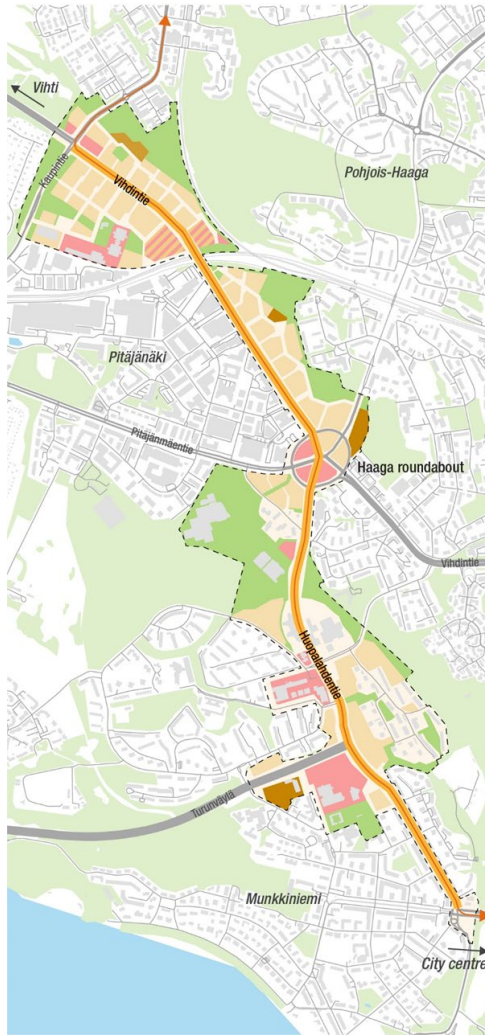 Vihti
Kaupintie
Vihdintie
Pohjois-Haaga
Pitäjänäki
Pitäjänmäentie
Haaga roundabout
Vihdintie
Huopalahdentie
Turunväylä
Munkkiniemi
City centre